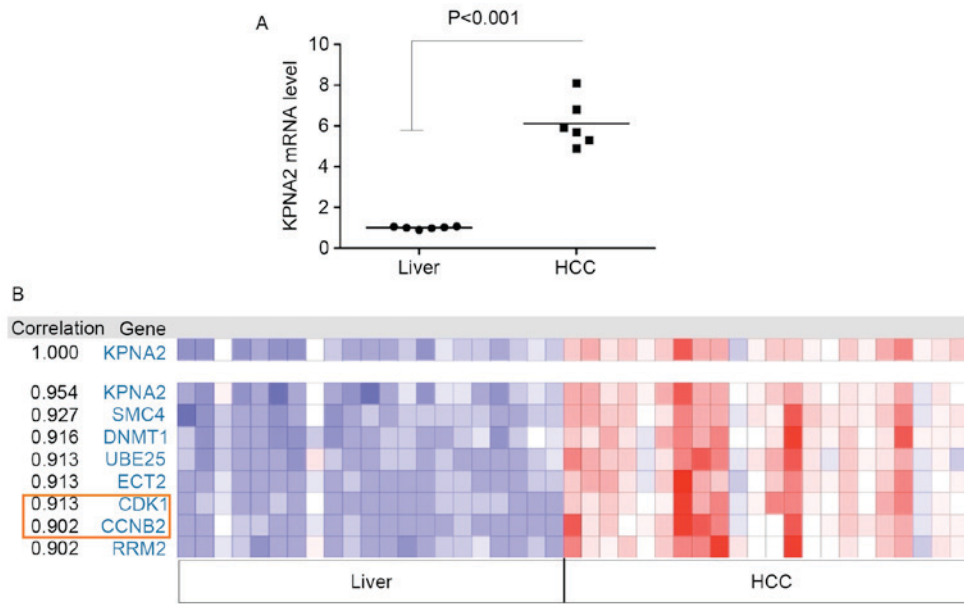 A
P<0.001
KPNA2 mRNA level
10
8
6
4
2
0
Liver HCC
B
Correlation Gene
1.000 KPNA2
0.954 KPNA2
0.927 SMC4
0.916 DNMT1
0.913 UBE25
0.913 ECT2
0.913 CDK1
0.902 CCNB2
0.902 RRM2
Liver HCC